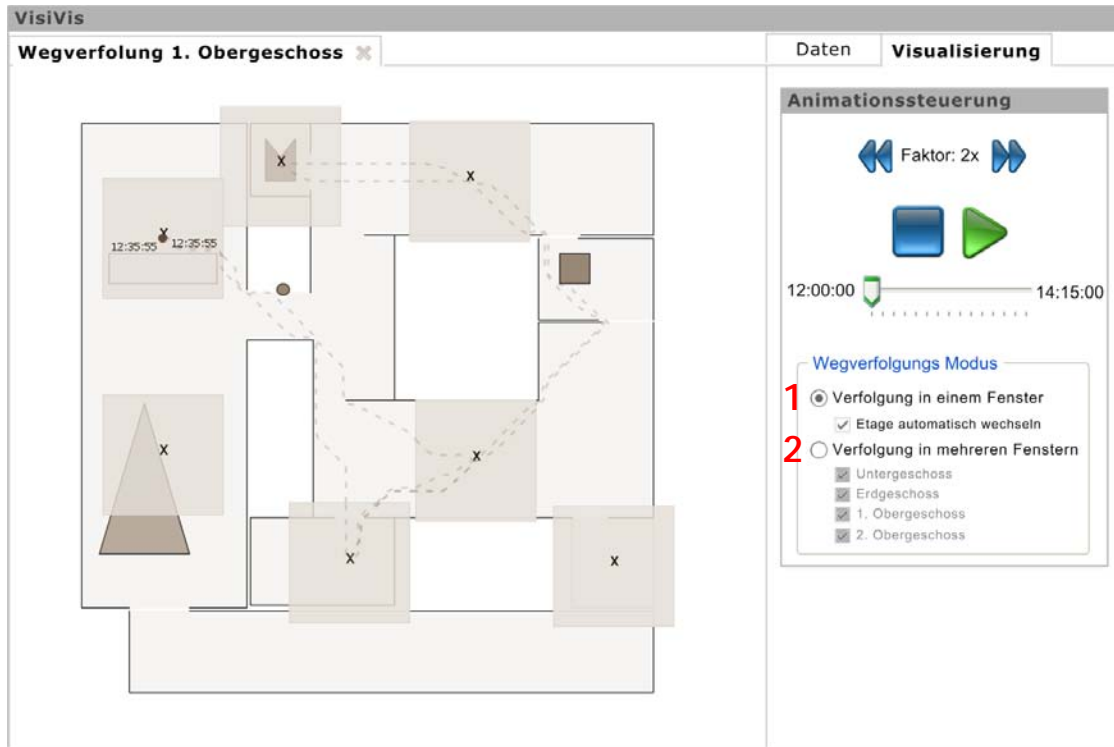 VisiVis
Wegverfolung 1. Obergeschoss
Daten Visualisierung
X
X
X
12:35:55 12:35:55
X
X
X
X
Animationssteuerung
Faktor: 2x
12:00:00 14:15:00
Wegverfolgungs Modus
1 Verfolgung in einem Fenster
Etage automatisch wechseln
2 Verfolgung in mehreren Fenstern
Untergeschoss
Erdgeschoss
1. Obergeschoss
2. Obergeschoss